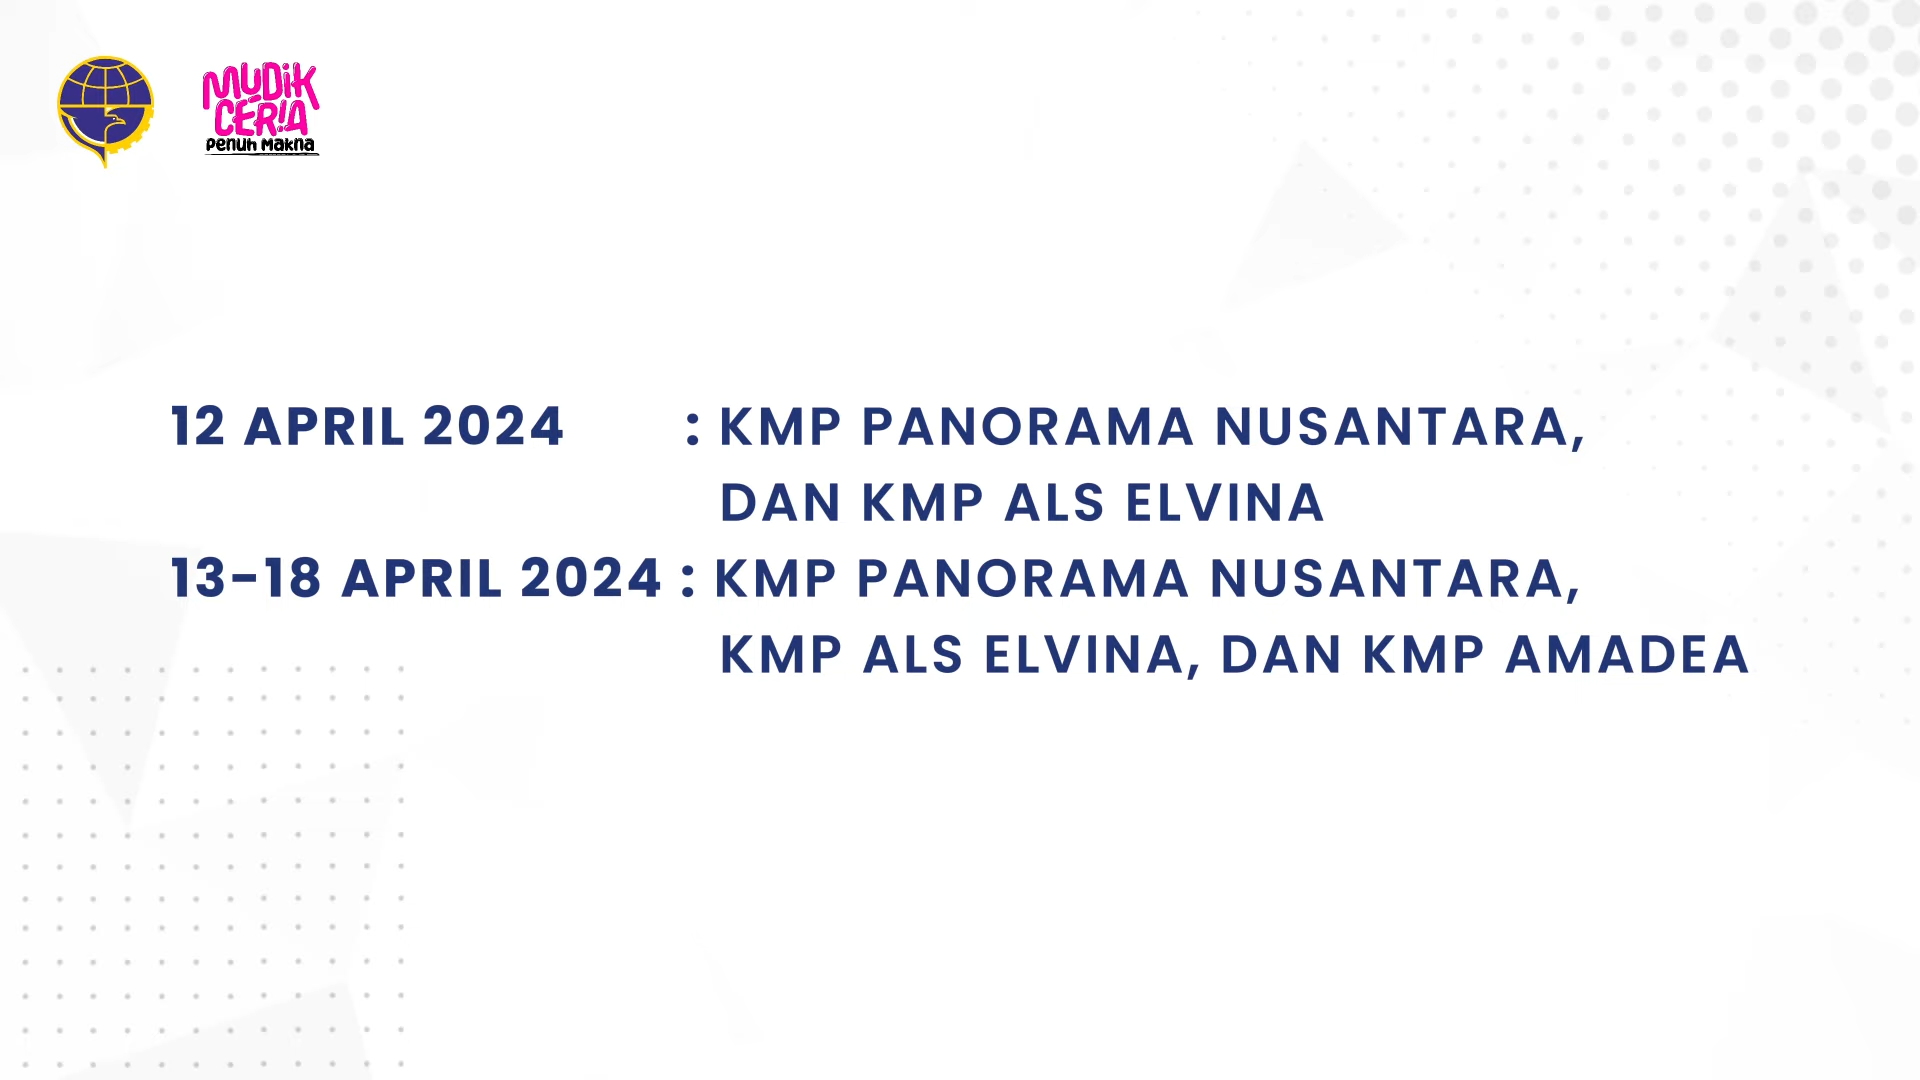 MUDIK
CERIA
PENUH MAKNA
12 APRIL 2024 : KMP PANORAMA NUSANTARA,
DAN KMP ALS ELVINA
13-18 APRIL 2024 : KMP PANORAMA NUSANTARA,
KMP ALS ELVINA, DAN KMP AMADEA